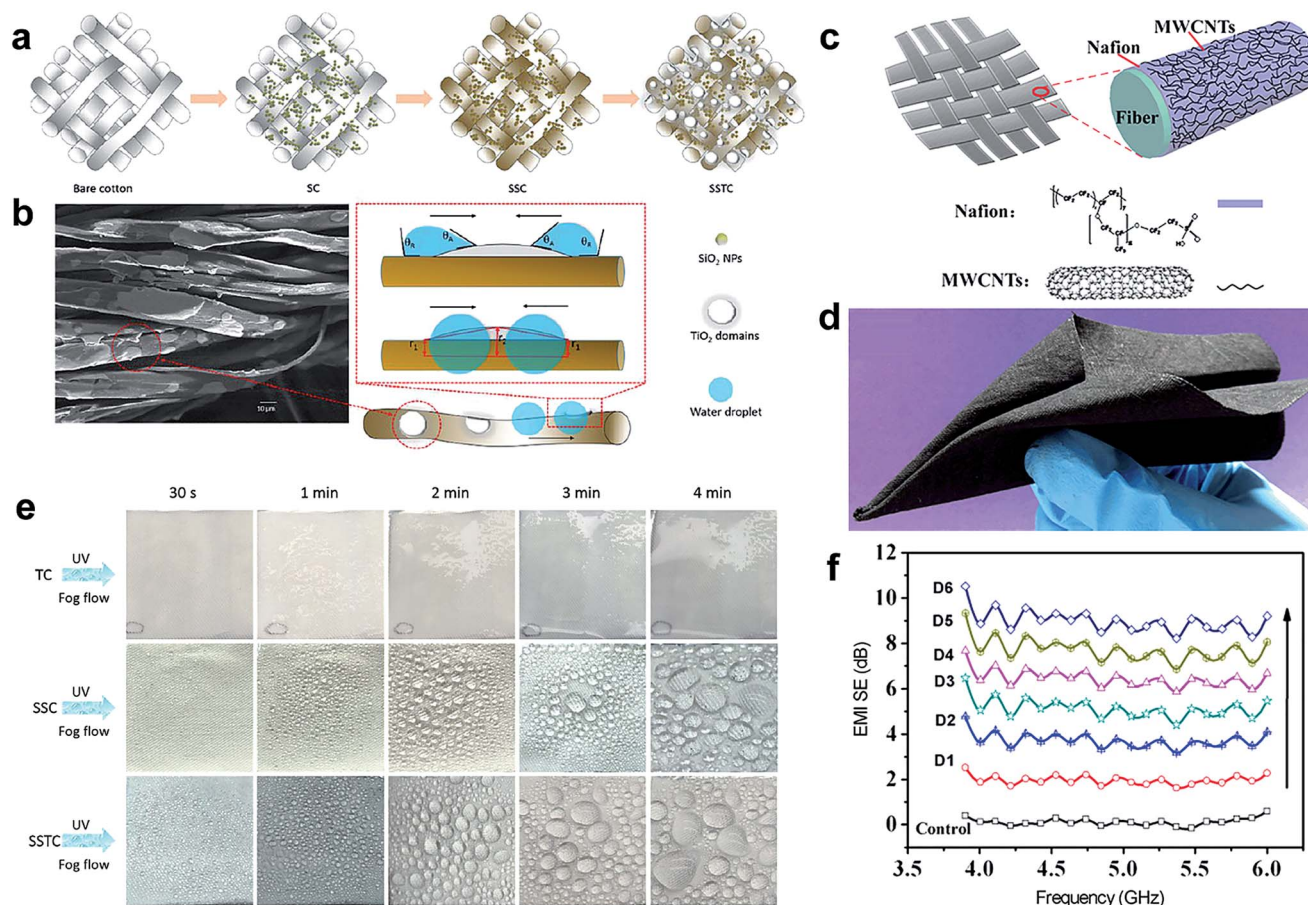 a
Bare cotton
SC
SSC
SSTC
b
10 μm
θR
θA
θA
θR
r1
r2
r1
SiO2 NPs
TiO2 domains
Water droplet
c
MWCNTs
Nafion
Fiber
Nafion:
MWCNTs:
d
e
30 s
1 min
2 min
3 min
4 min
TC
UV
Fog flow
SSC
UV
Fog flow
SSTC
UV
Fog flow
f
EMI SE (dB)
12
10
8
6
4
2
0
D6
D5
D4
D3
D2
D1
Control
3.5
4.0
4.5
5.0
5.5
6.0
Frequency (GHz)